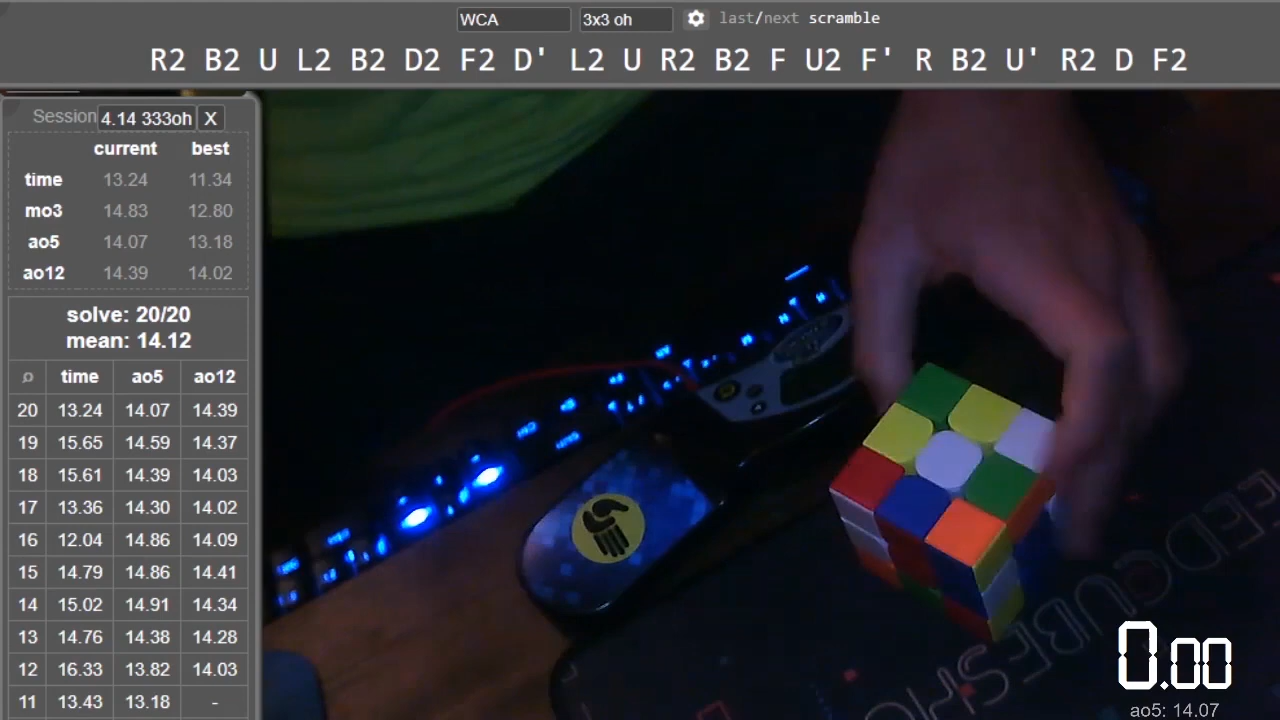 WCA 3x3 oh last/next scramble
R2 B2 U L2 B2 D2 F2 D' L2 U R2 B2 F U2 F' R B2 U' R2 D F2
Session 4.14 333oh X
current best
time 13.24 11.34
mo3 14.83 12.80
ao5 14.07 13.18
ao12 14.39 14.02
solve: 20/20
mean: 14.12
time ao5 ao12
20 13.24 14.07 14.39
19 15.65 14.59 14.37
18 15.61 14.39 14.03
17 13.36 14.30 14.02
16 12.04 14.86 14.09
15 14.79 14.86 14.41
14 15.02 14.91 14.34
13 14.76 14.38 14.28
12 16.33 13.82 14.03
11 13.43 13.18 -
0.00
ao5: 14.07